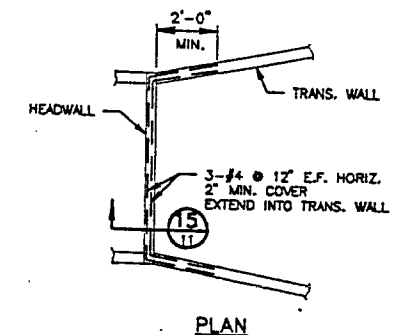 2'-0"
MIN.
TRANS. WALL
HEADWALL
3-#4 @ 12" E.F. HORIZ.
2" MIN. COVER
EXTEND INTO TRANS. WALL
15
11
PLAN